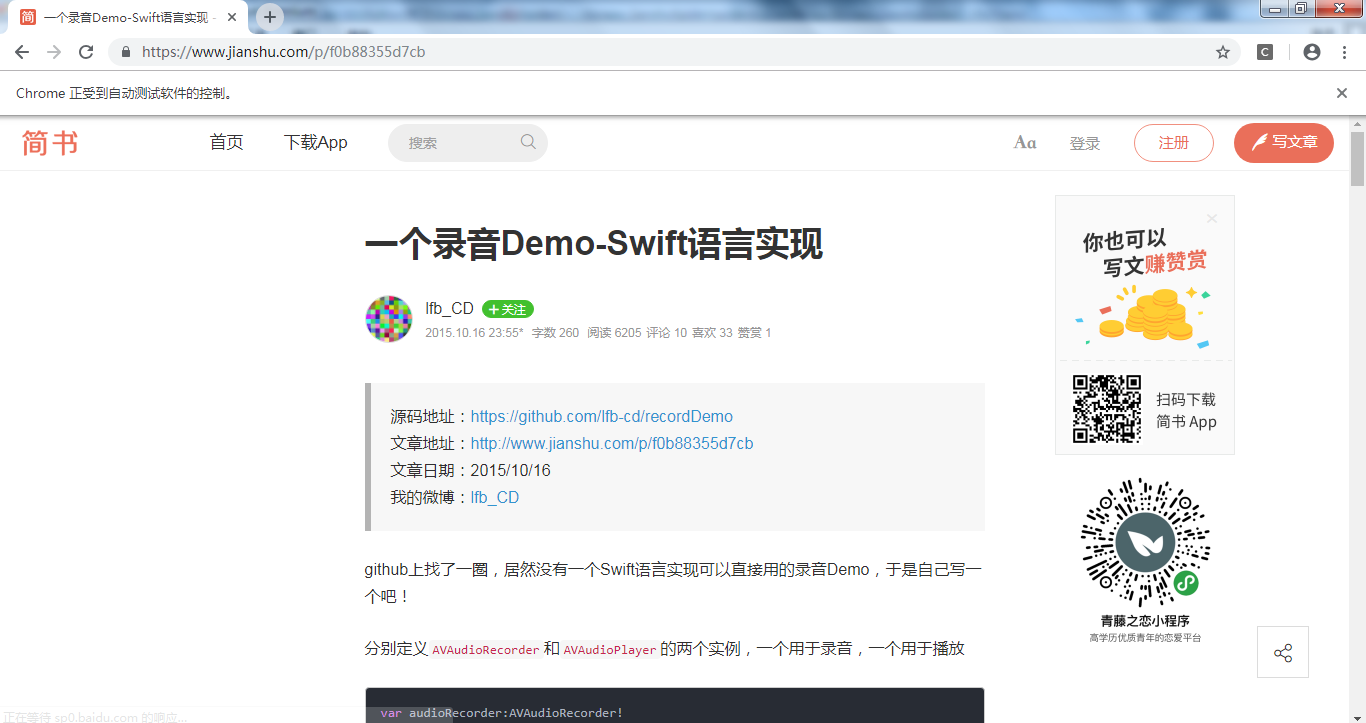 一个录音Demo-Swift语言实现 -
https://www.jianshu.com/p/f0b88355d7cb
C
Chrome 正受到自动测试软件的控制。
简书
首页
下载App
搜索
Aa
登录
注册
写文章
一个录音Demo-Swift语言实现
lfb_CD
+关注
2015.10.16 23:55* 字数 260 阅读 6205 评论 10 喜欢 33 赞赏 1
源码地址：https://github.com/lfb-cd/recordDemo
文章地址：http://www.jianshu.com/p/f0b88355d7cb
文章日期：2015/10/16
我的微博：lfb_CD
github上找了一圈，居然没有一个Swift语言实现可以直接用的录音Demo，于是自己写一
个吧！
分别定义 AVAudioRecorder 和 AVAudioPlayer 的两个实例，一个用于录音，一个用于播放
var audioRecorder:AVAudioRecorder!
你也可以
写文赚赞赏
扫码下载
简书 App
青藤之恋小程序
高学历优质青年的恋爱平台
正在等待 sp0.baidu.com 的响应...